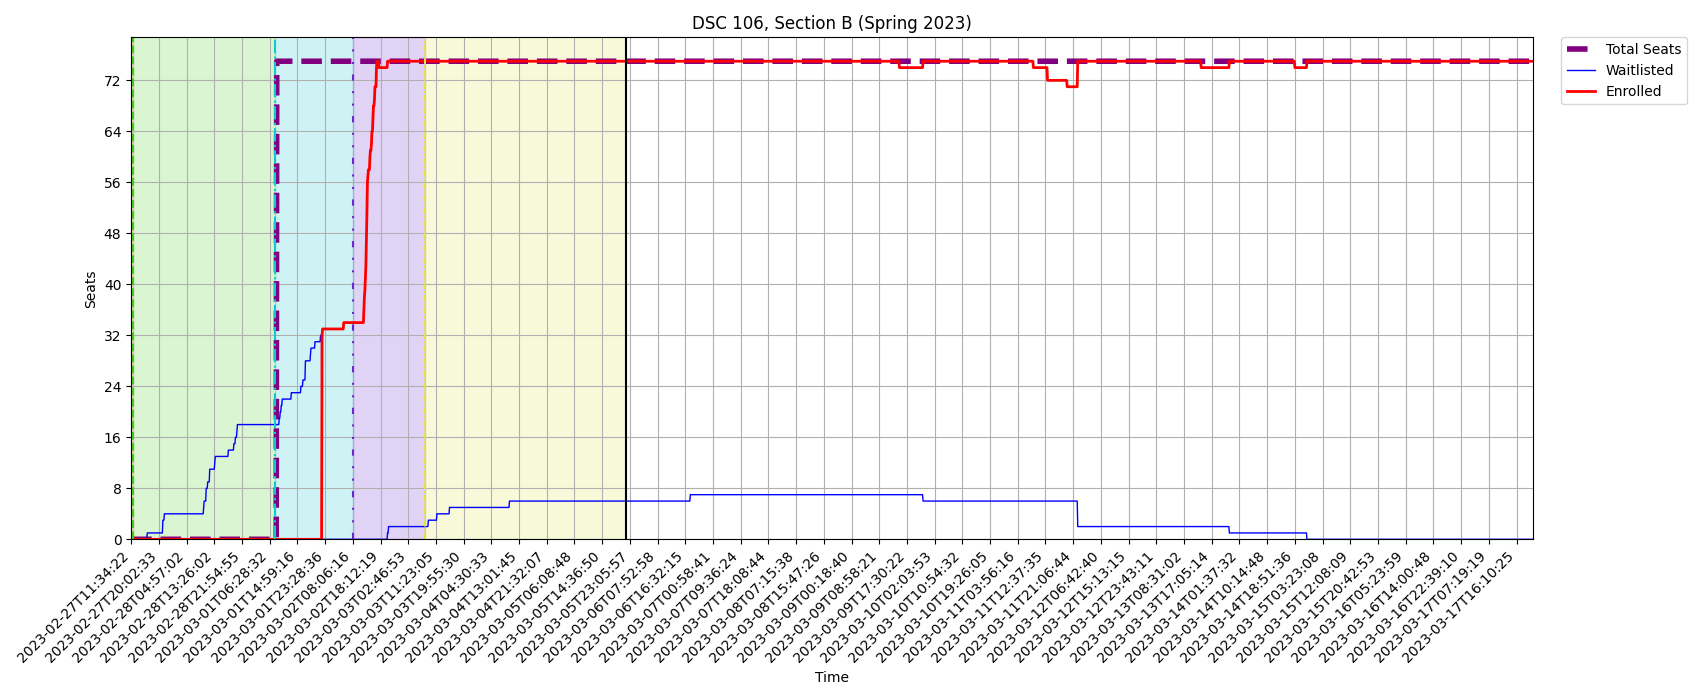 DSC 106, Section B (Spring 2023)
Total Seats
Waitlisted
Enrolled
Seats
72
64
56
48
40
32
24
16
8
0
2023-02-27T11:34:22
2023-02-27T20:02:33
2023-02-28T04:57:02
2023-02-28T13:26:02
2023-02-28T21:54:55
2023-03-01T06:28:32
2023-03-01T14:59:16
2023-03-01T23:28:36
2023-03-02T08:06:16
2023-03-02T18:12:19
2023-03-03T02:46:53
2023-03-03T11:23:05
2023-03-03T19:55:30
2023-03-04T04:30:33
2023-03-04T13:01:45
2023-03-04T21:32:07
2023-03-05T06:08:48
2023-03-05T14:36:50
2023-03-05T23:05:57
2023-03-06T07:52:58
2023-03-06T16:32:15
2023-03-07T00:58:41
2023-03-07T09:36:24
2023-03-07T18:08:44
2023-03-08T07:15:38
2023-03-08T15:47:26
2023-03-09T00:18:40
2023-03-09T08:58:21
2023-03-09T17:30:22
2023-03-10T02:03:53
2023-03-10T10:54:32
2023-03-10T19:26:05
2023-03-11T03:56:16
2023-03-11T12:37:35
2023-03-11T21:06:44
2023-03-12T06:42:40
2023-03-12T15:13:15
2023-03-12T23:43:11
2023-03-13T08:31:02
2023-03-13T17:05:14
2023-03-14T01:37:32
2023-03-14T10:14:48
2023-03-14T18:51:36
2023-03-15T03:23:08
2023-03-15T12:08:09
2023-03-15T20:42:53
2023-03-16T05:23:59
2023-03-16T14:00:48
2023-03-16T22:39:10
2023-03-17T07:19:19
2023-03-17T16:10:25
Time